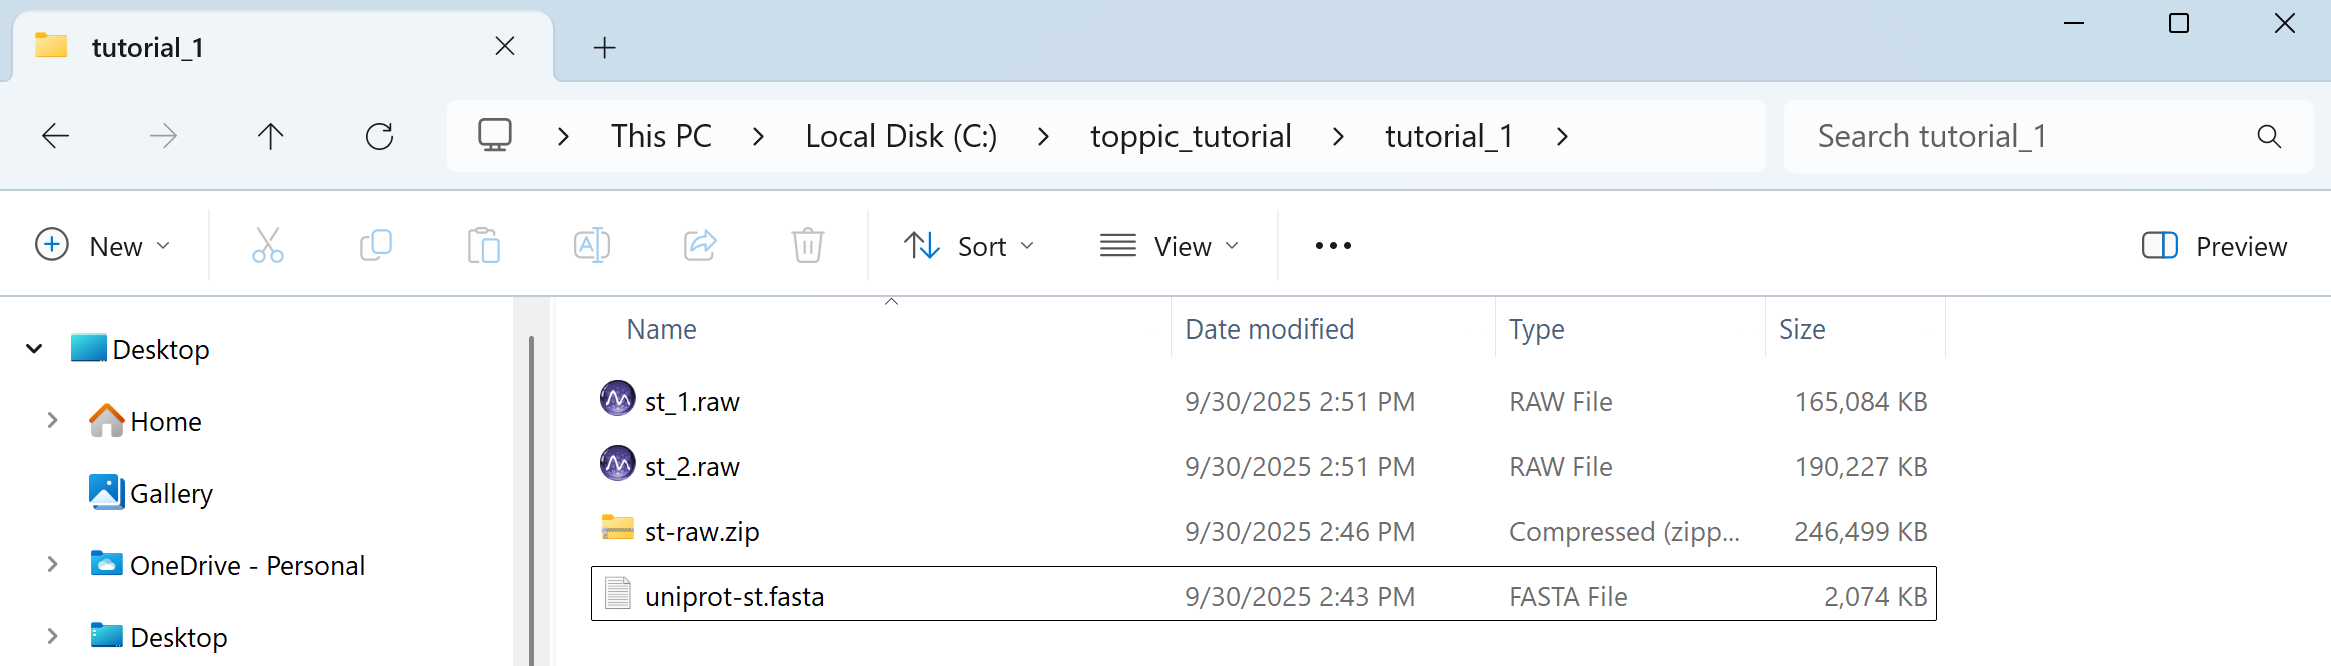 tutorial_1
This PC > Local Disk (C:) > toppic_tutorial > tutorial_1 >
Search tutorial_1
New
Sort
View
Preview
Desktop
Home
Gallery
OneDrive - Personal
Desktop
Name Date modified Type Size
st_1.raw 9/30/2025 2:51 PM RAW File 165,084 KB
st_2.raw 9/30/2025 2:51 PM RAW File 190,227 KB
st-raw.zip 9/30/2025 2:46 PM Compressed (zipp... 246,499 KB
uniprot-st.fasta 9/30/2025 2:43 PM FASTA File 2,074 KB